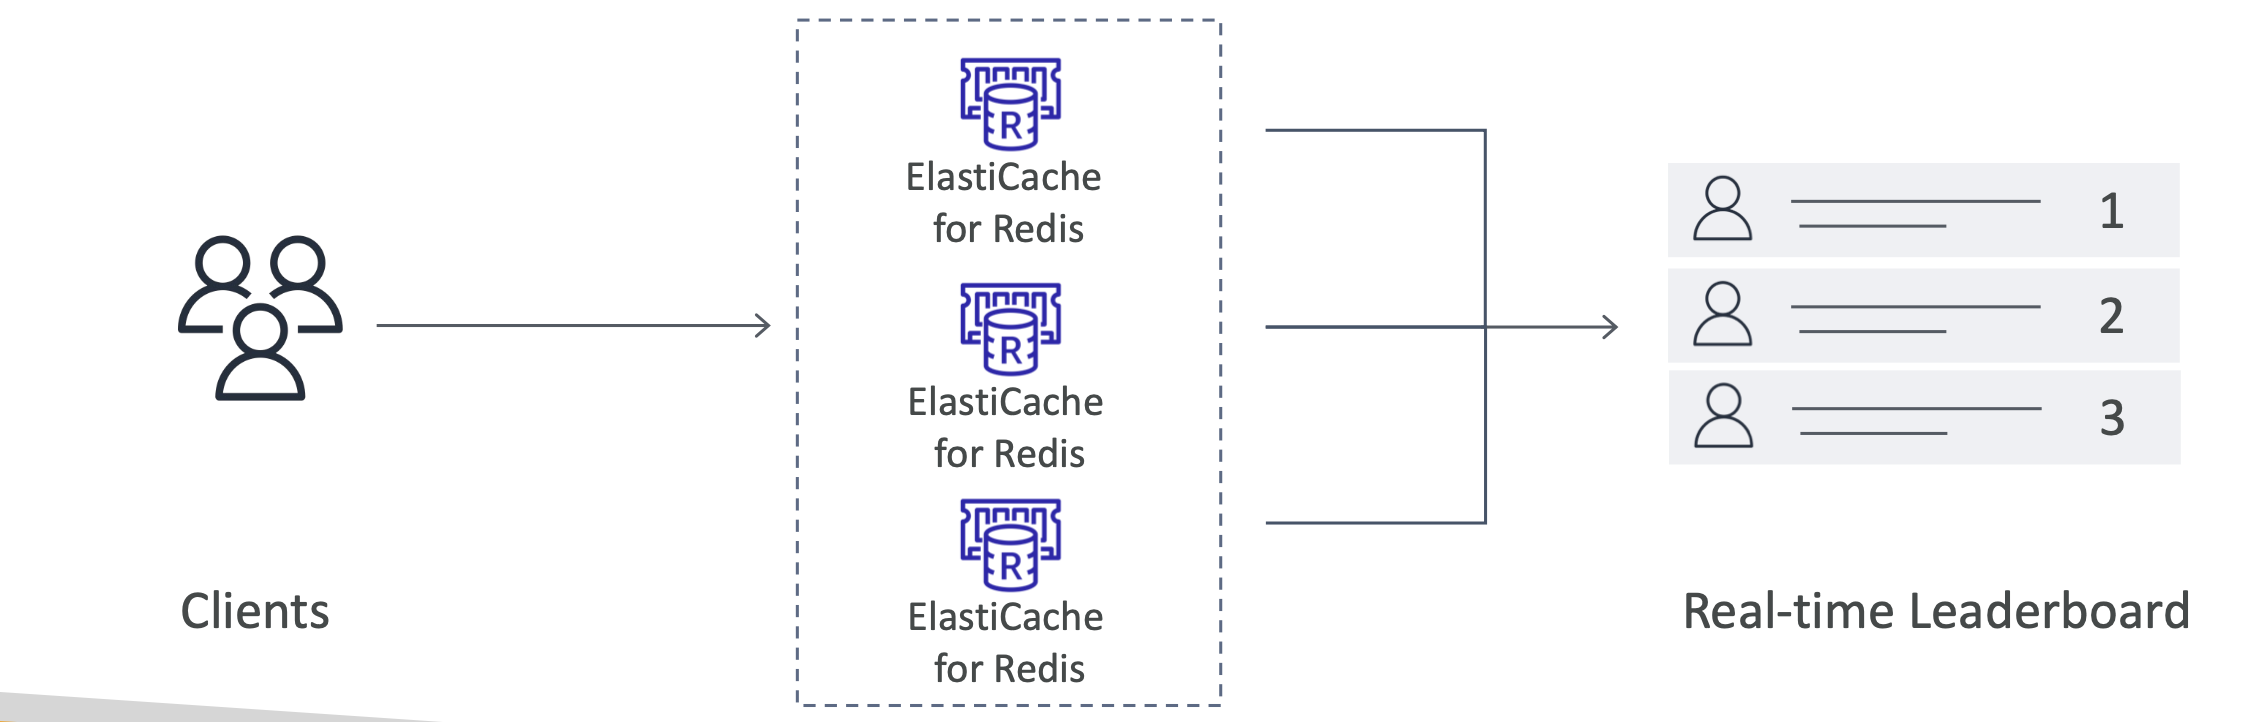 R
ElastiCache
for Redis
R
ElastiCache
for Redis
R
ElastiCache
for Redis
Clients
1
2
3
Real-time Leaderboard